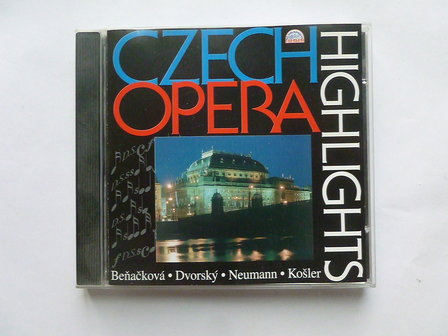 CZECH
OPERA
HIGHLIGHTS
Beňačková • Dvorský • Neumann • Košler